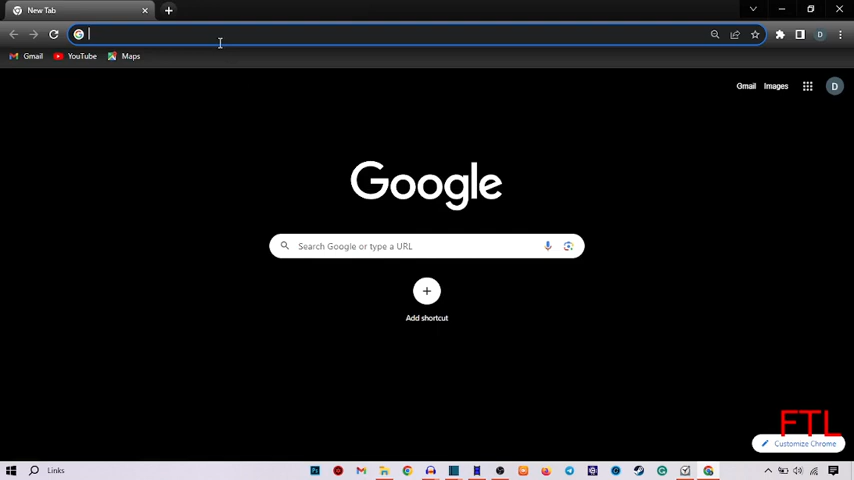 New Tab
D
Gmail YouTube Maps
Gmail Images D
Google
Search Google or type a URL
Add shortcut
FTL
Customize Chrome
Links